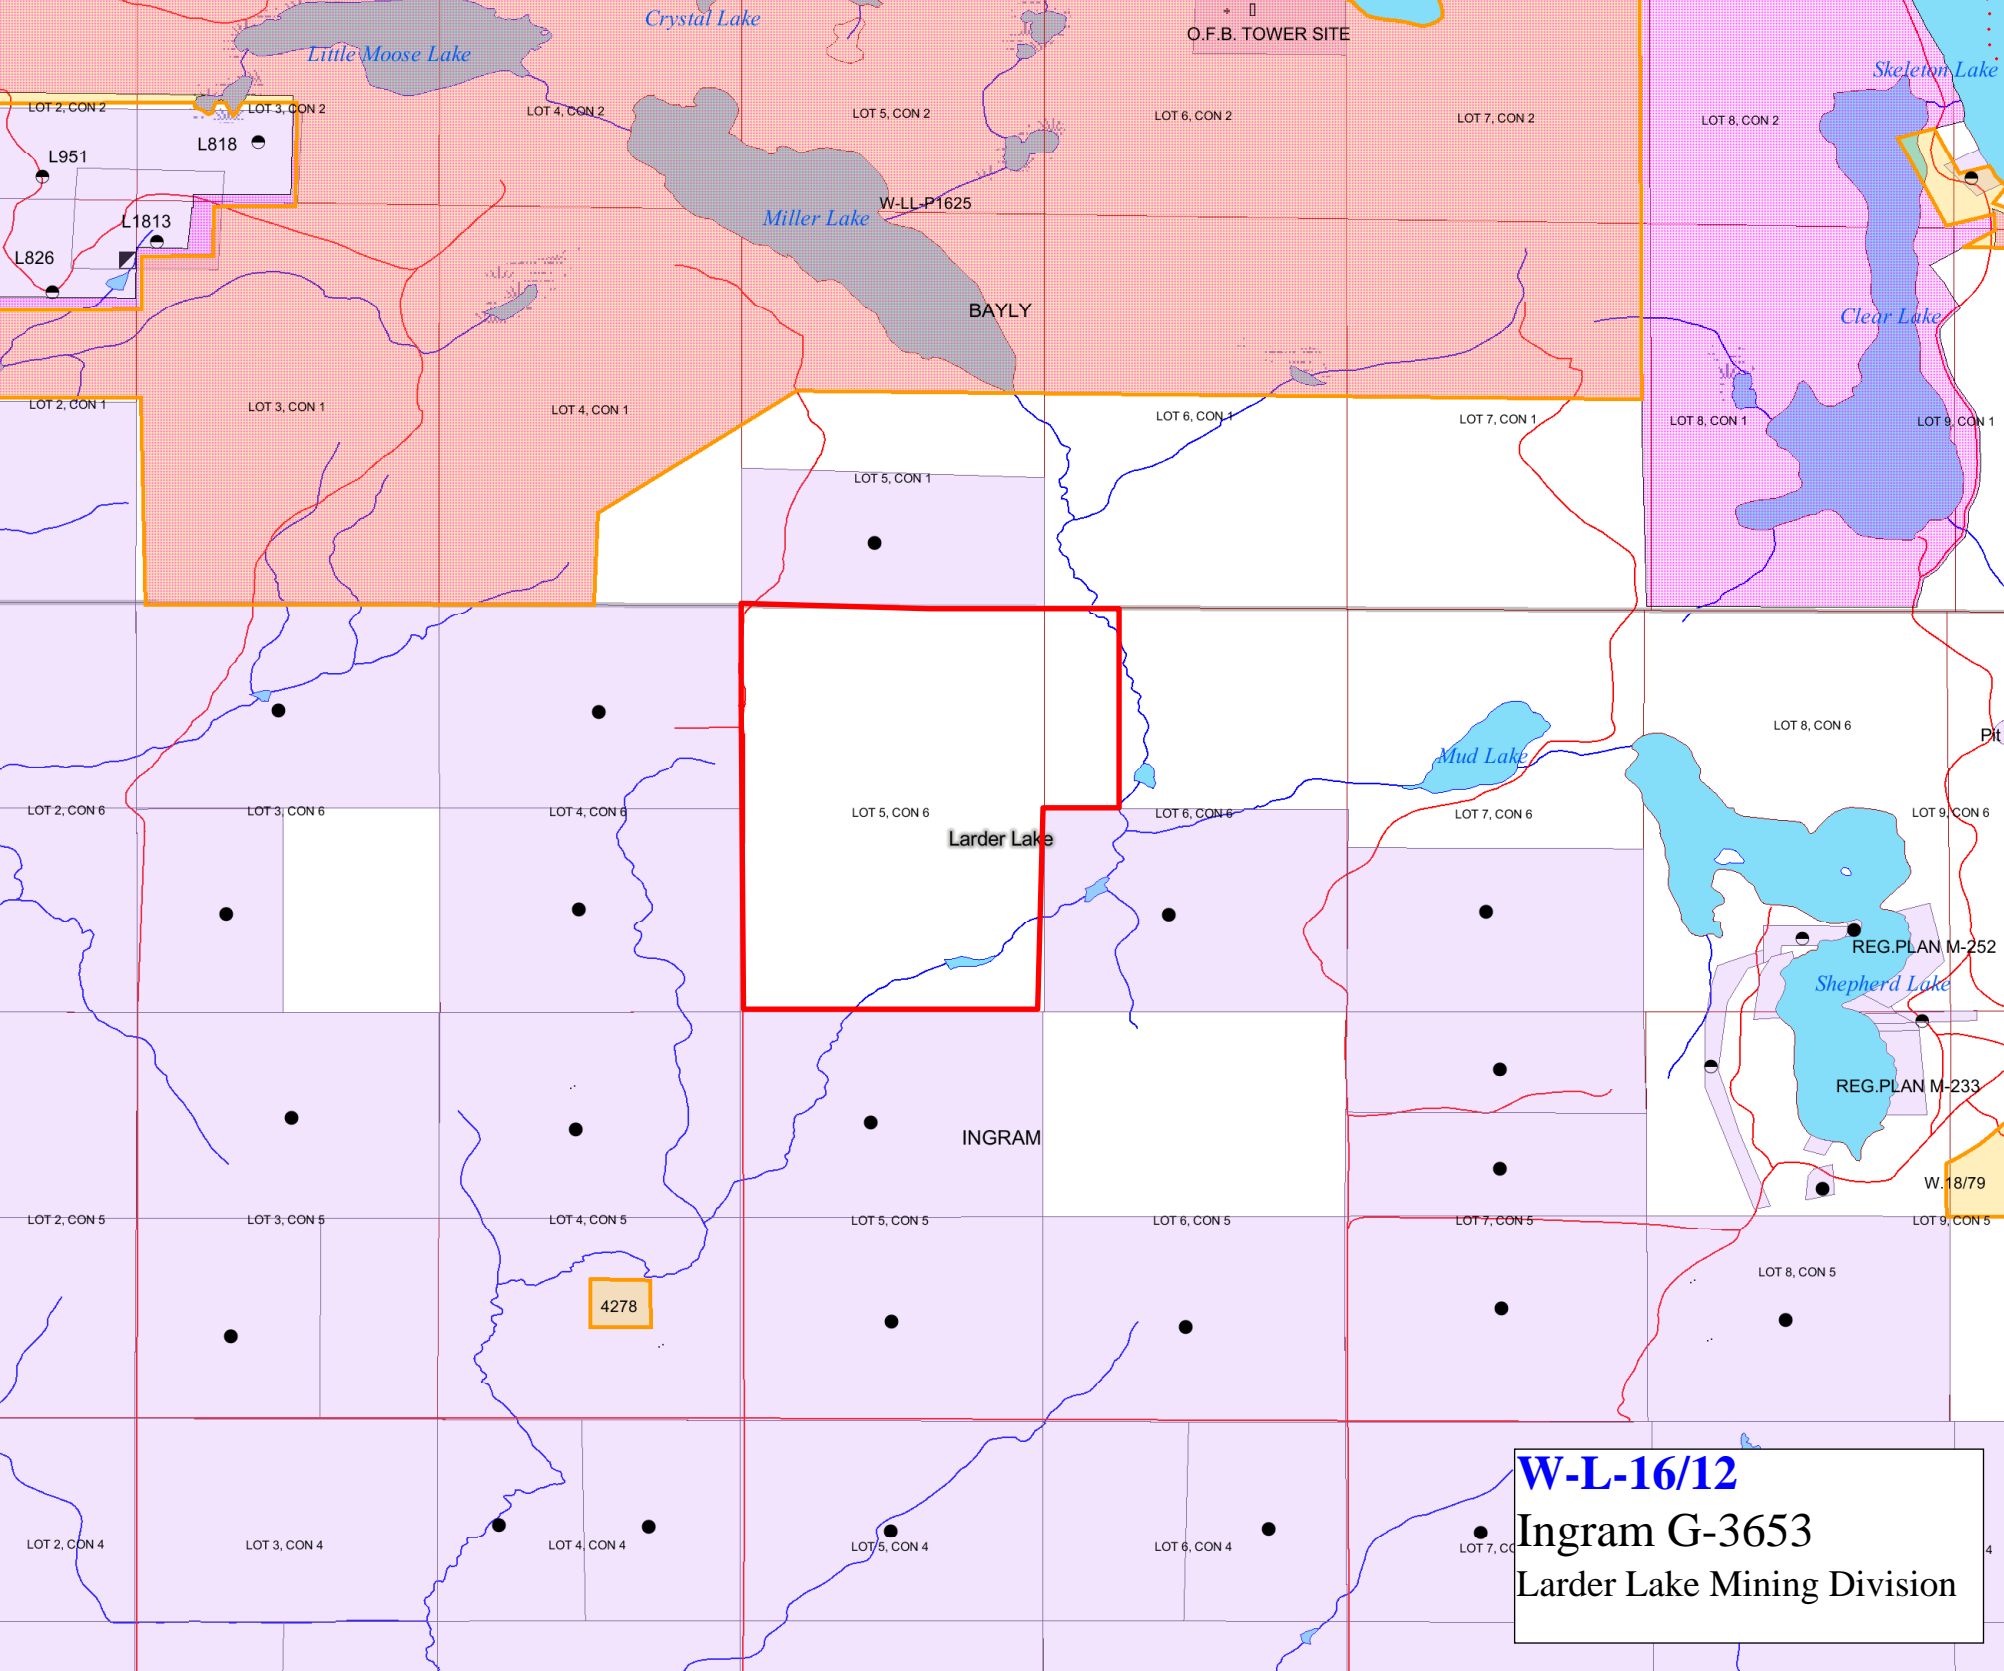 Crystal Lake
O.F.B. TOWER SITE
Little Moose Lake
Skeleton Lake
LOT 2, CON 2
LOT 3, CON 2
LOT 4, CON 2
LOT 5, CON 2
LOT 6, CON 2
LOT 7, CON 2
LOT 8, CON 2
L818
L951
W-LL-P1625
Miller Lake
L1813
L826
BAYLY
Clear Lake
LOT 2, CON 1
LOT 3, CON 1
LOT 4, CON 1
LOT 6, CON 1
LOT 7, CON 1
LOT 8, CON 1
LOT 9, CON 1
LOT 5, CON 1
LOT 8, CON 6
Pit
Mud Lake
LOT 2, CON 6
LOT 3, CON 6
LOT 4, CON 6
LOT 5, CON 6
LOT 6, CON 6
LOT 7, CON 6
LOT 9, CON 6
Larder Lake
REG.PLAN M-252
Shepherd Lake
REG.PLAN M-233
INGRAM
W.18/79
LOT 2, CON 5
LOT 3, CON 5
LOT 4, CON 5
LOT 5, CON 5
LOT 6, CON 5
LOT 7, CON 5
LOT 9, CON 5
LOT 8, CON 5
4278
W-L-16/12
Ingram G-3653
Larder Lake Mining Division
LOT 2, CON 4
LOT 3, CON 4
LOT 4, CON 4
LOT 5, CON 4
LOT 6, CON 4
LOT 7, CO
4